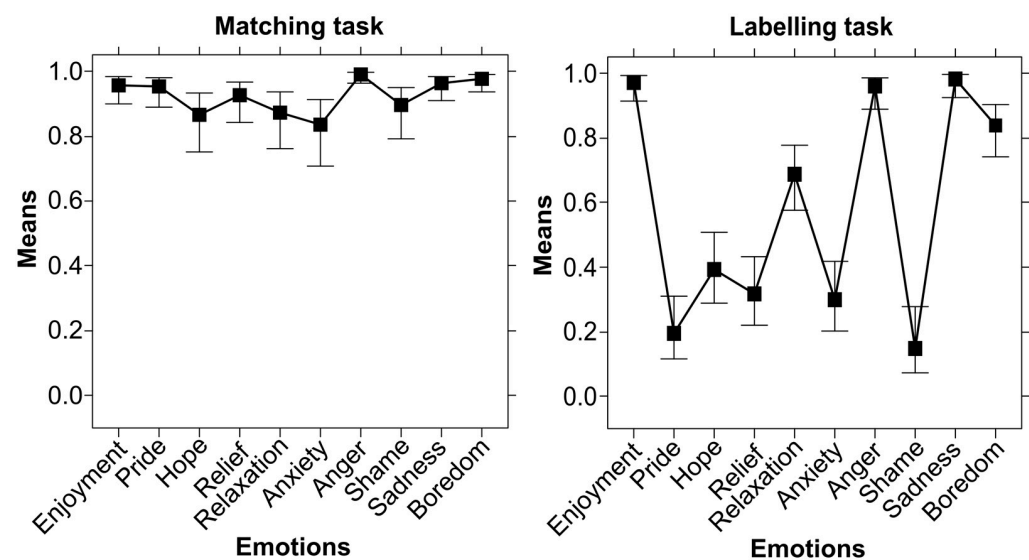 Matching task
1.0
0.8
0.6
0.4
0.2
0.0
Means
Enjoyment
Pride
Hope
Relief
Relaxation
Anxiety
Anger
Shame
Sadness
Boredom
Emotions
Labelling task
1.0
0.8
0.6
0.4
0.2
0.0
Means
Enjoyment
Pride
Hope
Relief
Relaxation
Anxiety
Anger
Shame
Sadness
Boredom
Emotions